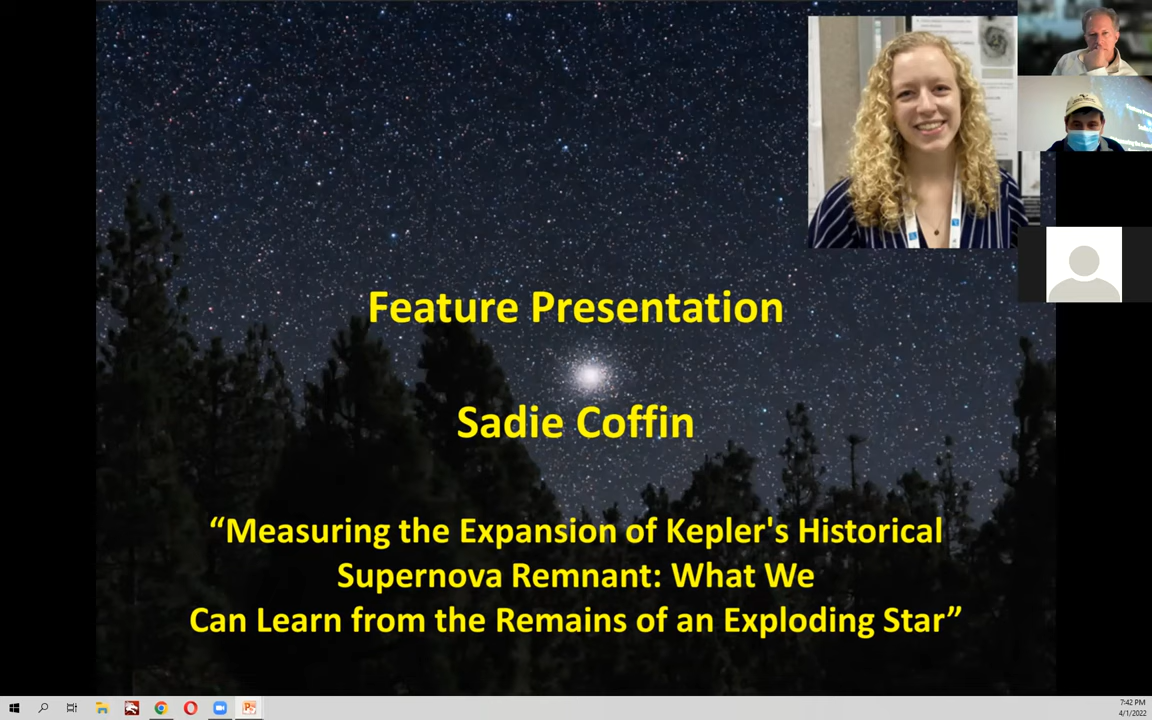 Feature Presentation
Sadie Coffin
“Measuring the Expansion of Kepler's Historical
Supernova Remnant: What We
Can Learn from the Remains of an Exploding Star”
7:42 PM
4/1/2022